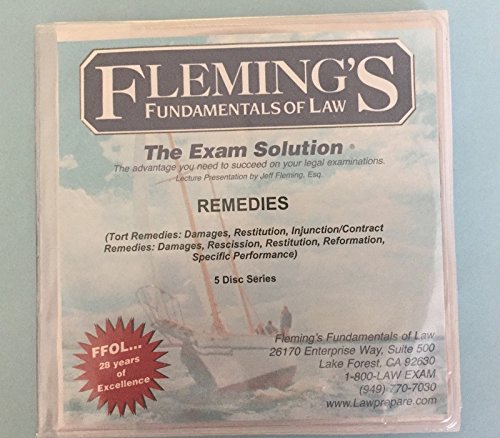 FLEMING'S
FUNDAMENTALS OF LAW
The Exam Solution ®
The advantage you need to succeed on your legal examinations.
Lecture Presentation by Jeff Fleming, Esq.
REMEDIES
(Tort Remedies: Damages, Restitution, Injunction/Contract
Remedies: Damages, Rescission, Restitution, Reformation,
Specific Performance)
5 Disc Series
FFOL...
28 years
of
Excellence
Fleming's Fundamentals of Law
26170 Enterprise Way, Suite 500
Lake Forest, CA 92630
1-800-LAW EXAM
(949) 770-7030
www.Lawprepare.com